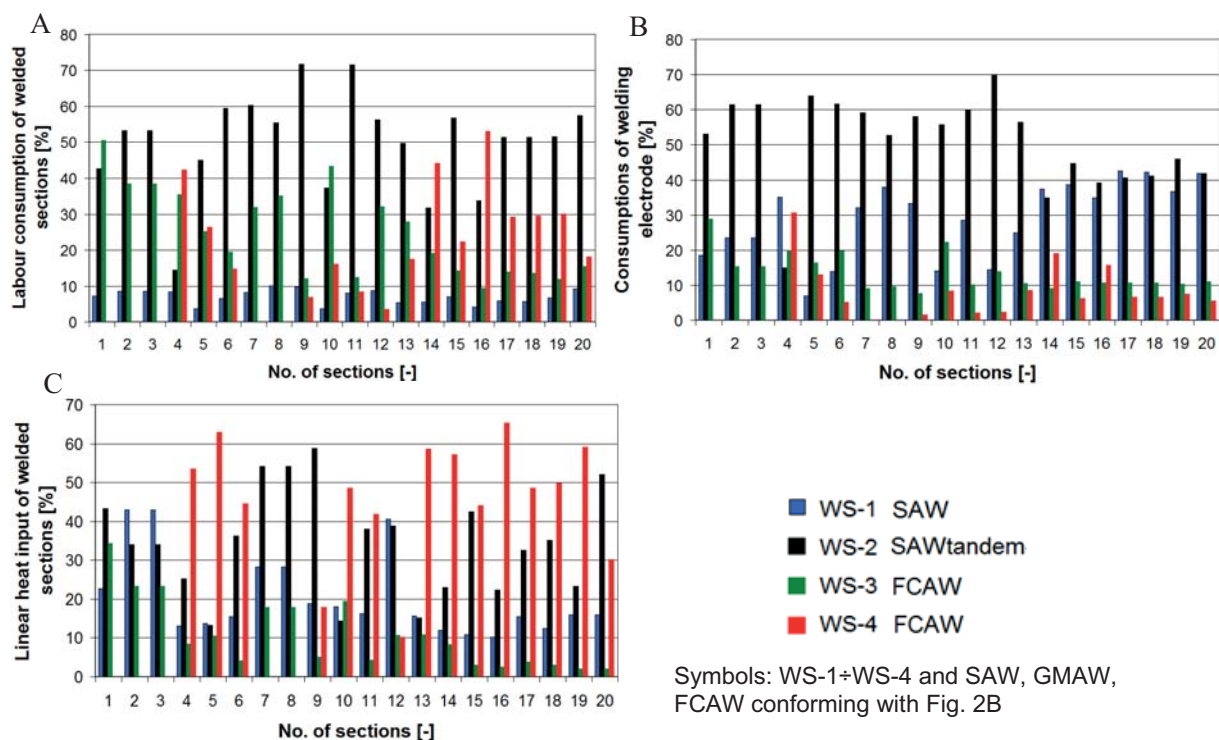 A
Labour consumption of welded
sections [%]
80
70
60
50
40
30
20
10
0
1 2 3 4 5 6 7 8 9 10 11 12 13 14 15 16 17 18 19 20
No. of sections [-]
B
Consumptions of welding
electrode [%]
80
70
60
50
40
30
20
10
0
1 2 3 4 5 6 7 8 9 10 11 12 13 14 15 16 17 18 19 20
No. of sections [-]
C
Linear heat input of welded
sections [%]
70
60
50
40
30
20
10
0
1 2 3 4 5 6 7 8 9 10 11 12 13 14 15 16 17 18 19 20
No. of sections [-]
WS-1 SAW
WS-2 SAWtandem
WS-3 FCAW
WS-4 FCAW
Symbols: WS-1÷WS-4 and SAW, GMAW,
FCAW conforming with Fig. 2B